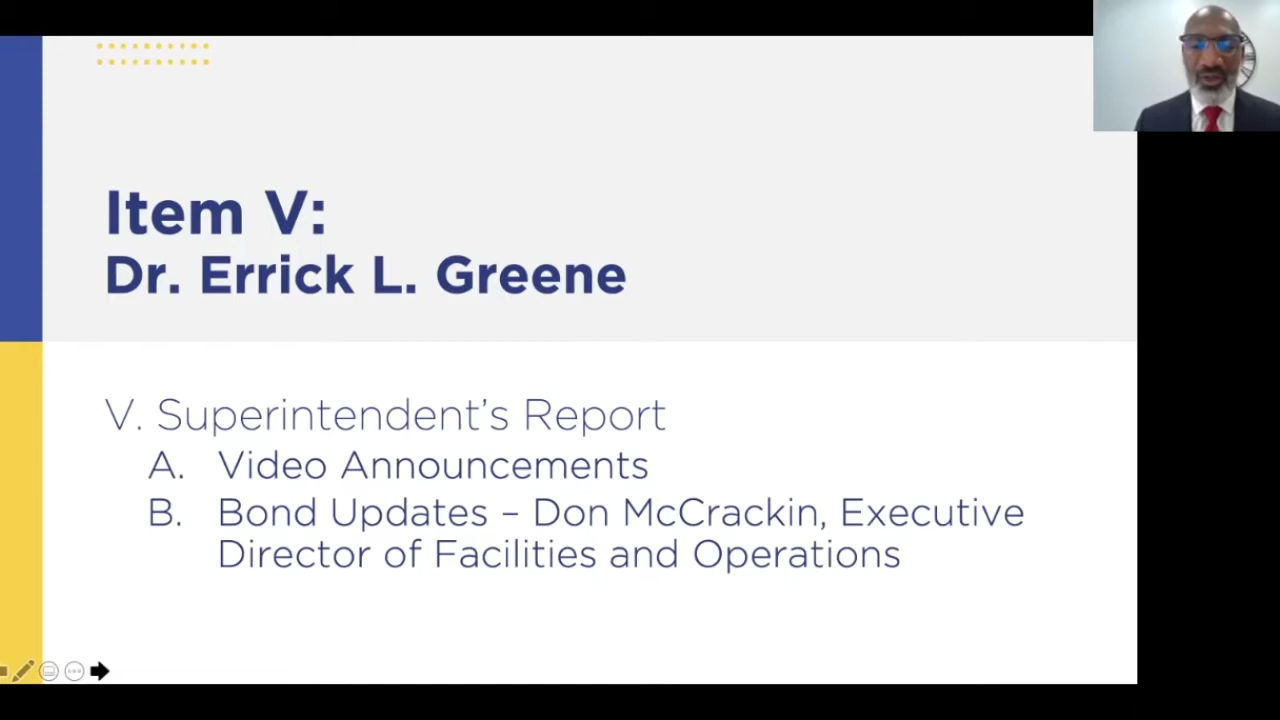 Item V:
Dr. Errick L. Greene
V. Superintendent's Report
A. Video Announcements
B. Bond Updates – Don McCrackin, Executive
Director of Facilities and Operations